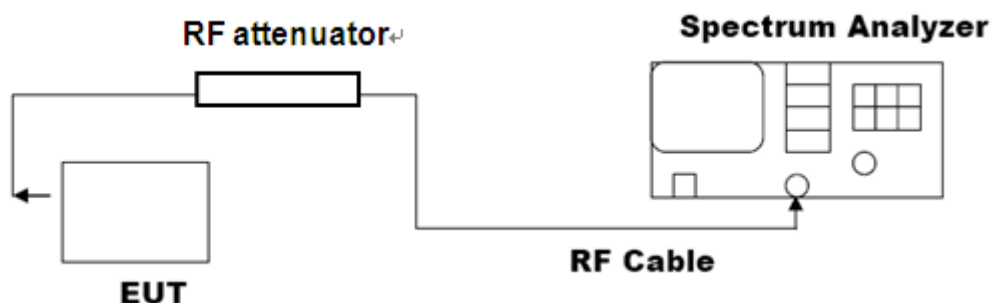 RF attenuator↵
Spectrum Analyzer
RF Cable
EUT